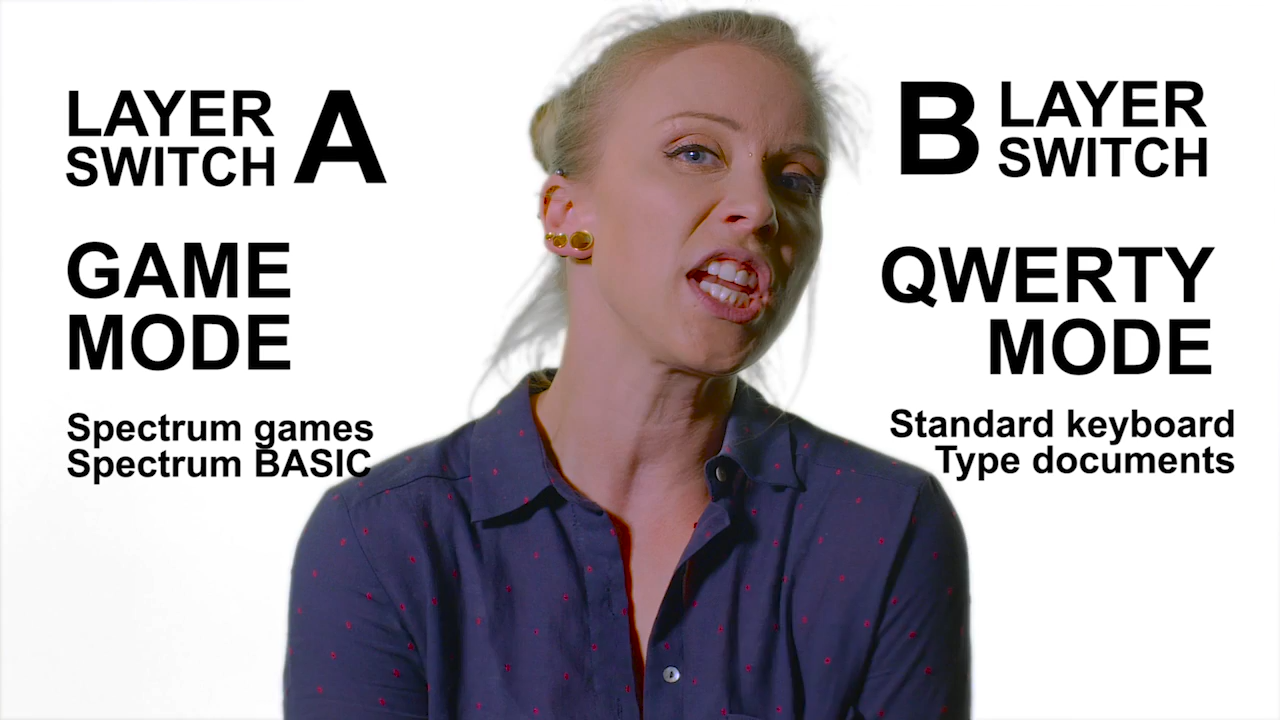 LAYER
SWITCH A
GAME
MODE
Spectrum games
Spectrum BASIC
B LAYER
SWITCH
QWERTY
MODE
Standard keyboard
Type documents